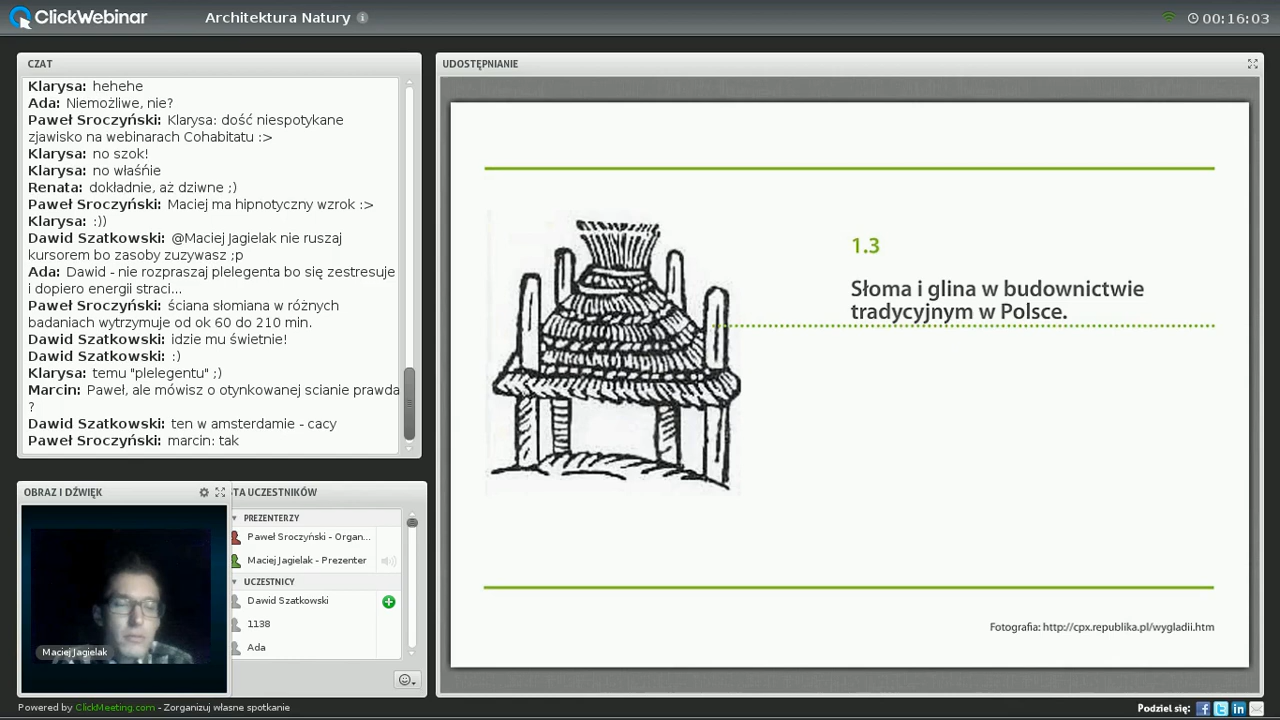 ClickWebinar
Architektura Natury
00:16:03
CZAT
Klarysa: hehehe
Ada: Niemożliwe, nie?
Paweł Sroczyński: Klarysa: dość niespotykane
zjawisko na webinarach Cohabitatu :>
Klarysa: no szok!
Klarysa: no właśńie
Renata: dokładnie, aż dziwne ;)
Paweł Sroczyński: Maciej ma hipnotyczny wzrok :>
Klarysa: :))
Dawid Szatkowski: @Maciej Jagielak nie ruszaj
kursorem bo zasoby zuzywasz ;p
Ada: Dawid - nie rozpraszaj plelegenta bo się zestresuje
i dopiero energii straci...
Paweł Sroczyński: ściana słomiana w różnych
badaniach wytrzymuje od ok 60 do 210 min.
Dawid Szatkowski: idzie mu świetnie!
Dawid Szatkowski: :)
Klarysa: temu "plelegentu" ;)
Marcin: Paweł, ale mówisz o otynkowanej scianie prawda
?
Dawid Szatkowski: ten w amsterdamie - cacy
Paweł Sroczyński: marcin: tak
OBRAZ I DŹWIĘK
Maciej Jagielak
STA UCZESTNIKÓW
PREZENTERZY
Paweł Sroczyński - Organ...
Maciej Jagielak - Prezenter
UCZESTNICY
Dawid Szatkowski
1138
Ada
UDOSTĘPNIANIE
1.3
Słoma i glina w budownictwie
tradycyjnym w Polsce.
Fotografia: http://cpx.republika.pl/wygladii.htm
Powered by ClickMeeting.com - Zorganizuj własne spotkanie
Podziel się: